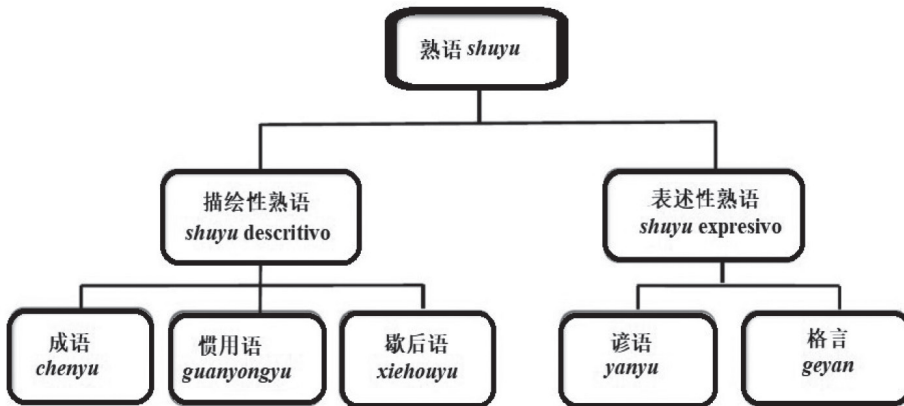 熟语 shuyu
描绘性熟语
shuyu descritivo
表述性熟语
shuyu expresivo
成语
chenyu
惯用语
guanyongyu
歇后语
xiehouyu
谚语
yanyu
格言
geyan